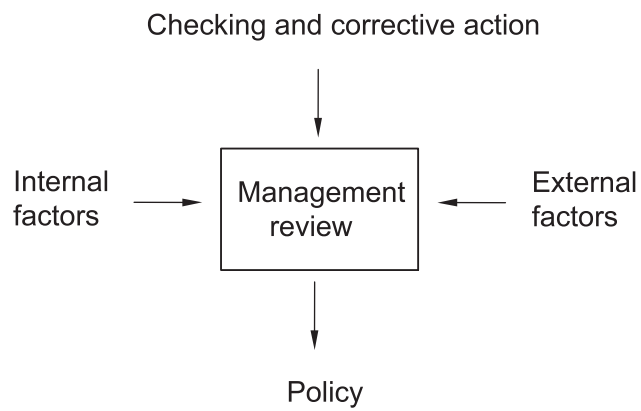 Checking and corrective action
Internal
factors
Management
review
External
factors
Policy